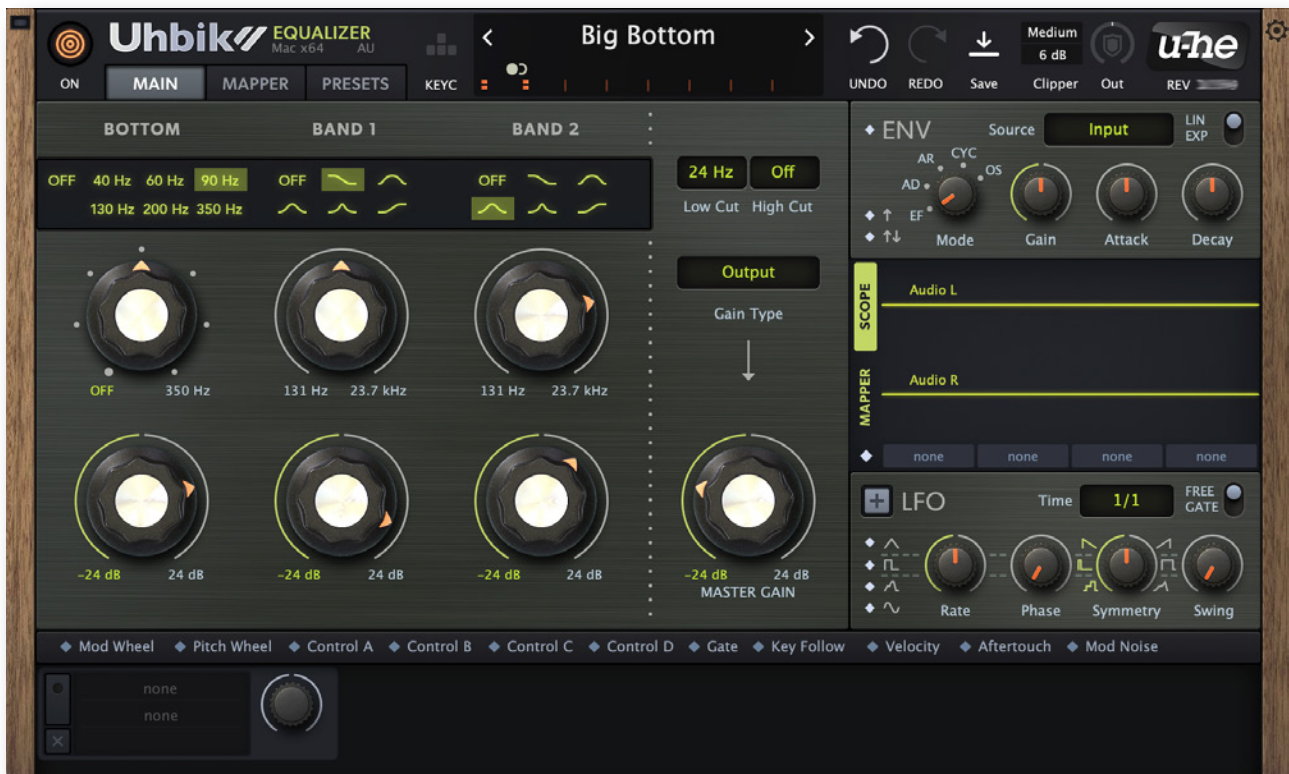 Uhbik EQUALIZER
Mac x64 AU
ON MAIN MAPPER PRESETS KEYC
Big Bottom
UNDO REDO Save
Medium
6 dB
Clipper Out
u-he
REV
BOTTOM BAND 1 BAND 2
OFF 40 Hz 60 Hz 90 Hz
130 Hz 200 Hz 350 Hz
OFF
OFF
24 Hz Off
Low Cut High Cut
OFF 350 Hz
131 Hz 23.7 kHz
131 Hz 23.7 kHz
Output
Gain Type
-24 dB 24 dB
-24 dB 24 dB
-24 dB 24 dB
-24 dB 24 dB
MASTER GAIN
ENV Source Input LIN
EXP
AR CYC OS
AD
EF
Mode Gain Attack Decay
SCOPE
MAPPER
Audio L
Audio R
none none none none
LFO Time 1/1 FREE
GATE
Rate Phase Symmetry Swing
Mod Wheel Pitch Wheel Control A Control B Control C Control D Gate Key Follow Velocity Aftertouch Mod Noise
none
none